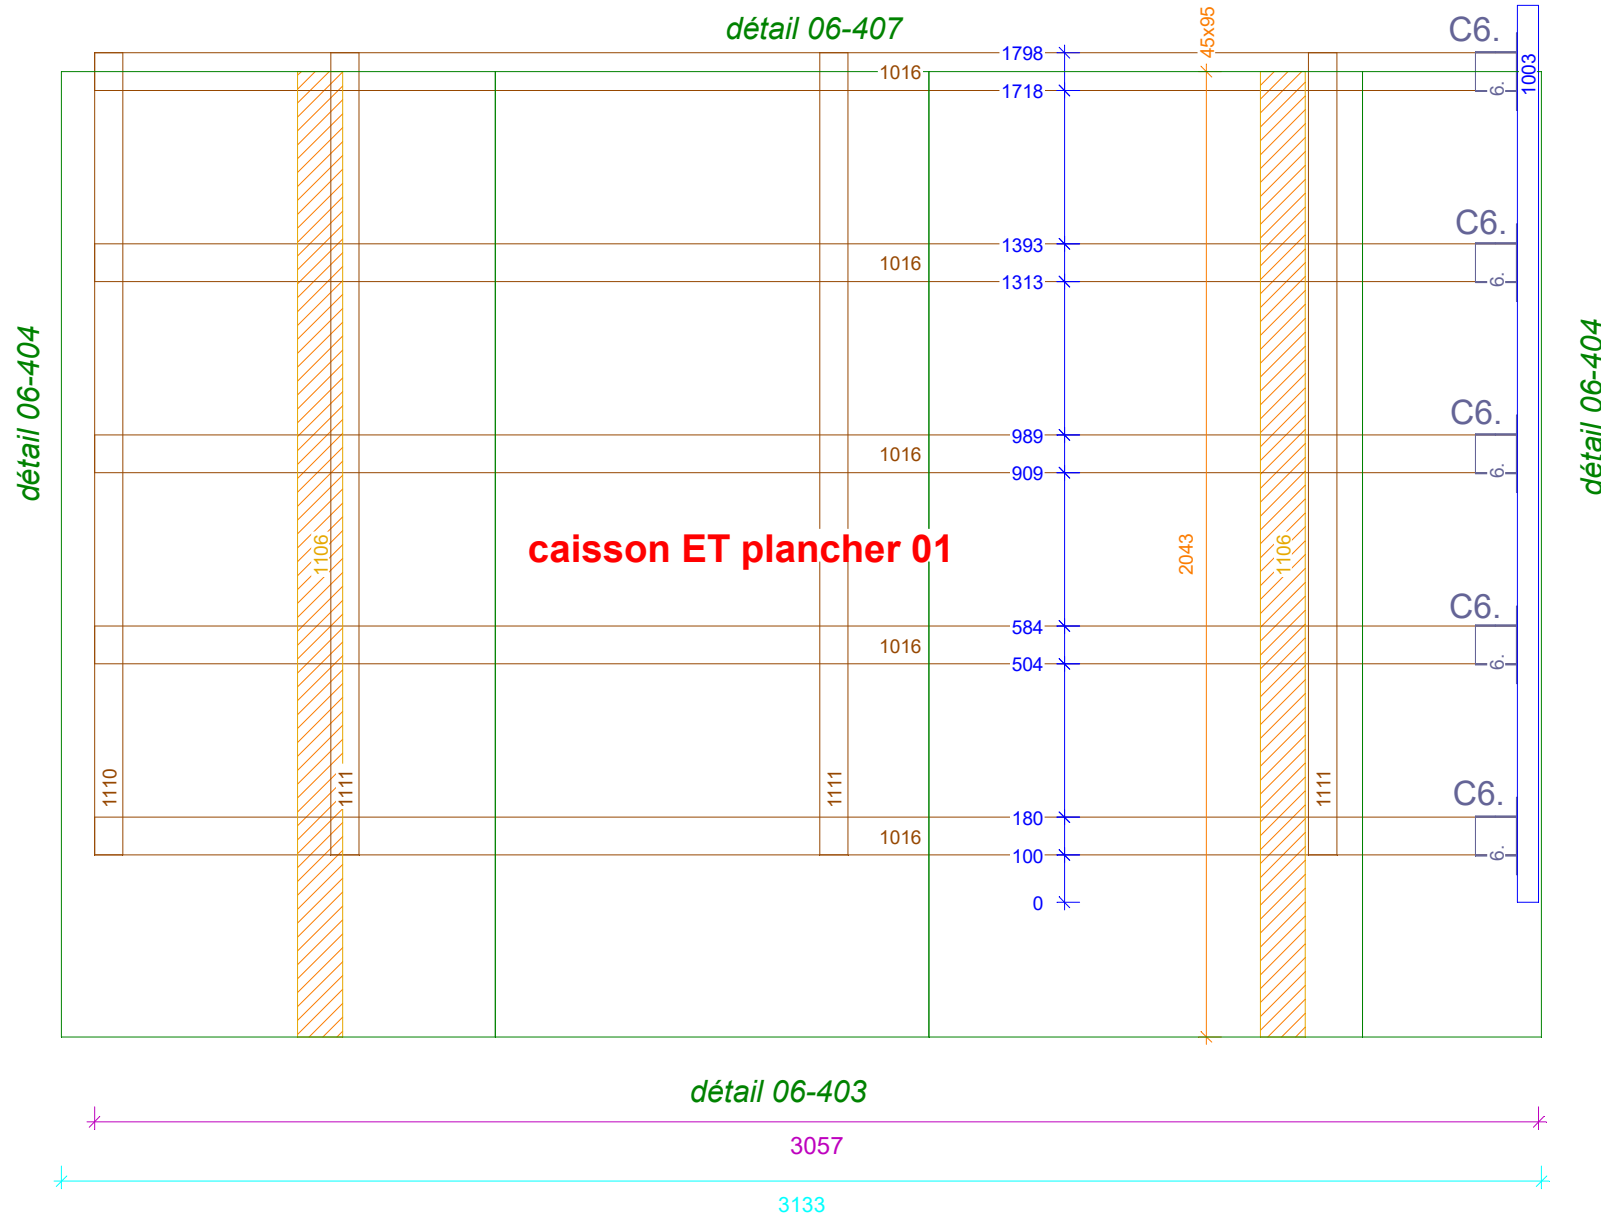 détail 06-407
45x95
C6.
1798
1016
1003
1718
6.
C6.
1393
1016
1313
6.
détail 06-404
détail 06-404
C6.
989
1016
909
6.
1106
caisson ET plancher 01
2043
1106
C6.
584
1016
504
6.
1110
1111
1111
1111
C6.
180
1016
100
6.
0
détail 06-403
3057
3133